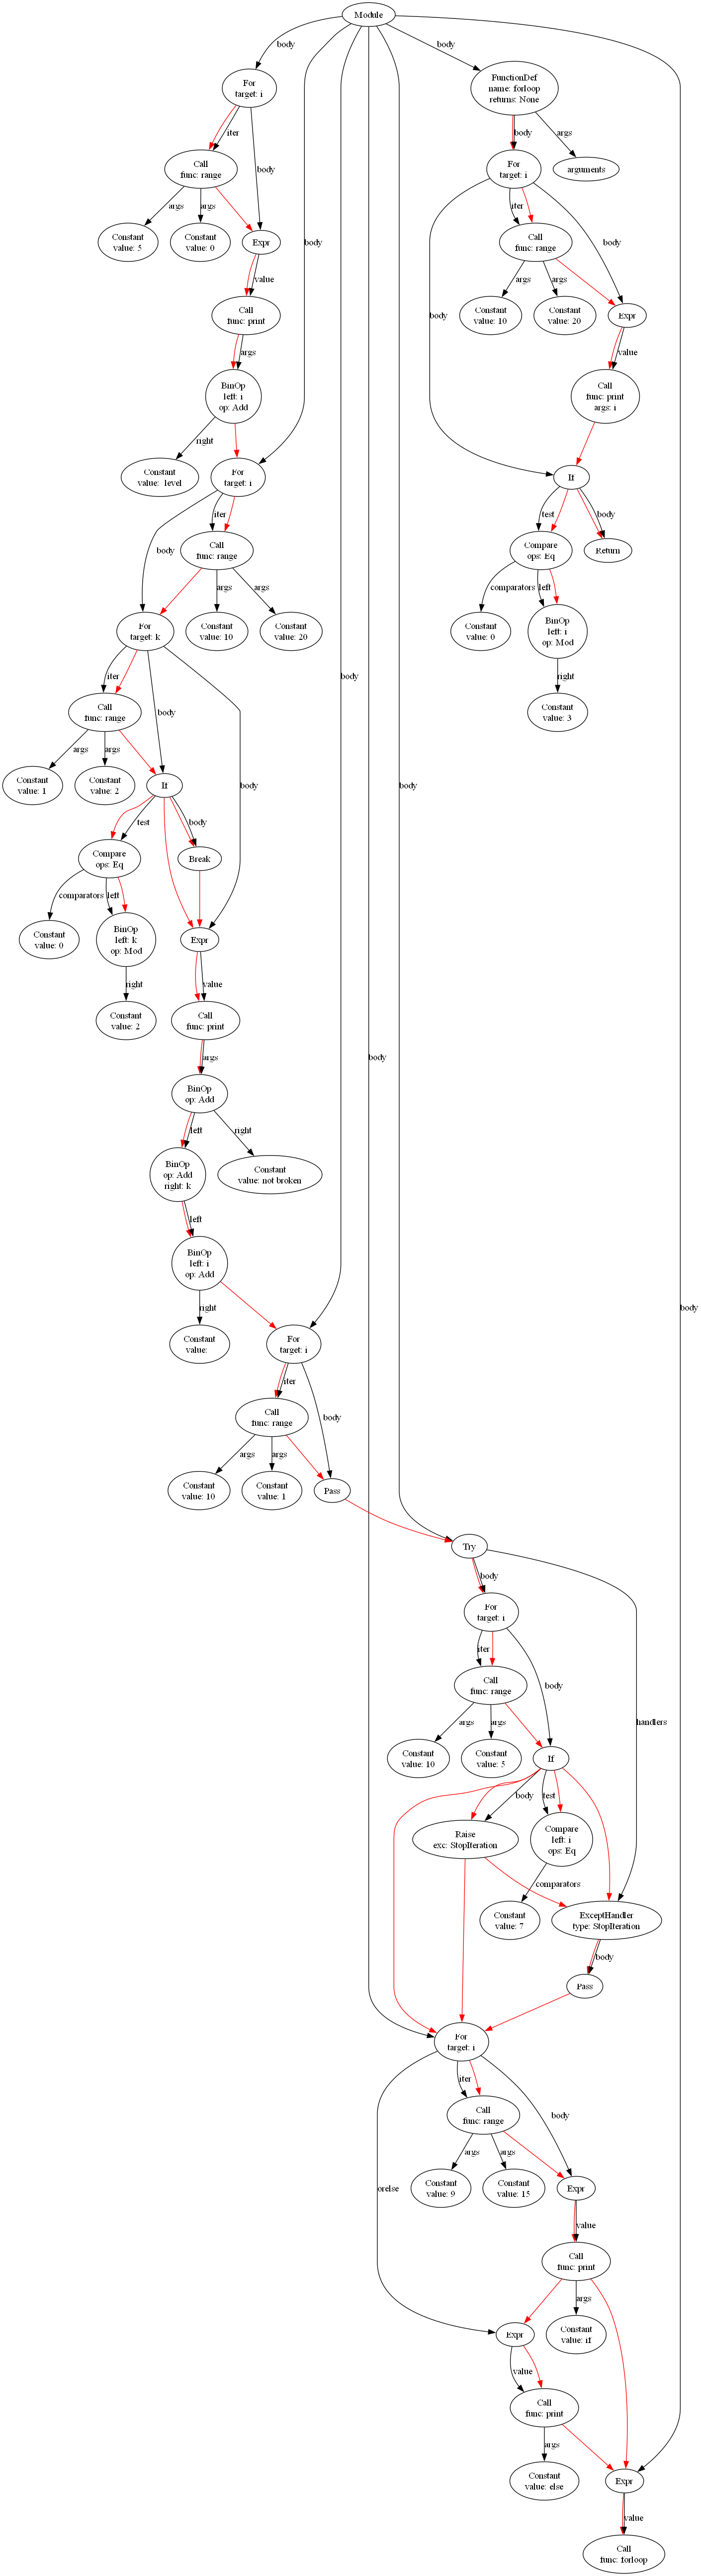 Module
body
body
For
target: i
FunctionDef
name: forloop
returns: None
iter
body
body
args
Call
func: range
body
For
target: i
arguments
args
args
iter
body
Constant
value: 5
Constant
value: 0
Expr
body
Call
func: range
value
args
args
Call
func: print
body
Constant
value: 10
Constant
value: 20
Expr
args
value
BinOp
left: i
op: Add
Call
func: print
args: i
right
Constant
value: level
For
target: i
If
iter
test
body
body
Call
func: range
Compare
ops: Eq
Return
args
args
comparators
left
For
target: k
Constant
value: 10
Constant
value: 20
Constant
value: 0
BinOp
left: i
op: Mod
iter
body
body
right
Call
func: range
Constant
value: 3
args
args
Constant
value: 1
Constant
value: 2
If
body
body
test
body
Compare
ops: Eq
Break
comparators
left
Constant
value: 0
BinOp
left: k
op: Mod
Expr
right
value
Constant
value: 2
Call
func: print
args
body
BinOp
op: Add
left
right
BinOp
op: Add
right: k
Constant
value: not broken
left
BinOp
left: i
op: Add
right
body
Constant
value:
For
target: i
iter
body
Call
func: range
args
args
Constant
value: 10
Constant
value: 1
Pass
Try
body
For
target: i
iter
body
Call
func: range
handlers
args
args
Constant
value: 10
Constant
value: 5
If
body
test
Raise
exc: StopIteration
Compare
left: i
ops: Eq
comparators
Constant
value: 7
ExceptHandler
type: StopIteration
body
Pass
For
target: i
iter
body
Call
func: range
args
args
orelse
Constant
value: 9
Constant
value: 15
Expr
value
Call
func: print
args
Expr
Constant
value: if
value
Call
func: print
args
Constant
value: else
Expr
value
Call
func: forloop